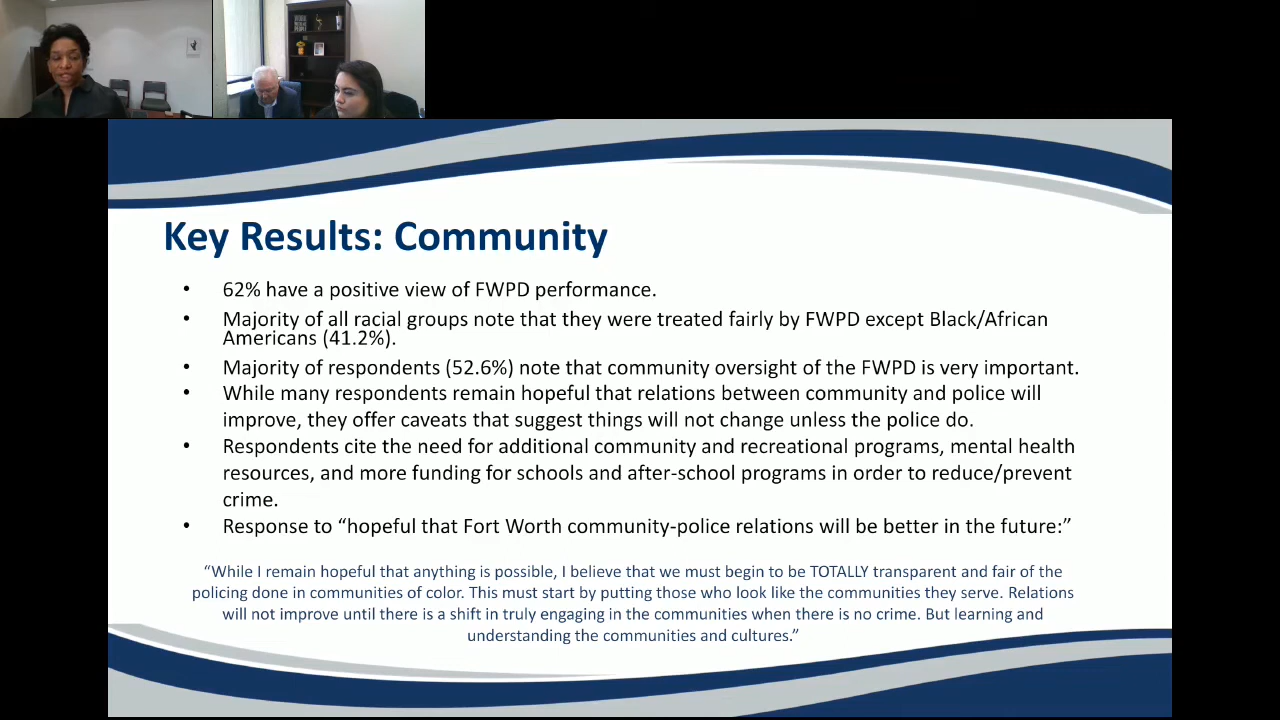 Key Results: Community
• 62% have a positive view of FWPD performance.
• Majority of all racial groups note that they were treated fairly by FWPD except Black/African
Americans (41.2%).
• Majority of respondents (52.6%) note that community oversight of the FWPD is very important.
• While many respondents remain hopeful that relations between community and police will
improve, they offer caveats that suggest things will not change unless the police do.
• Respondents cite the need for additional community and recreational programs, mental health
resources, and more funding for schools and after-school programs in order to reduce/prevent
crime.
• Response to “hopeful that Fort Worth community-police relations will be better in the future:”
“While I remain hopeful that anything is possible, I believe that we must begin to be TOTALLY transparent and fair of the
policing done in communities of color. This must start by putting those who look like the communities they serve. Relations
will not improve until there is a shift in truly engaging in the communities when there is no crime. But learning and
understanding the communities and cultures.”